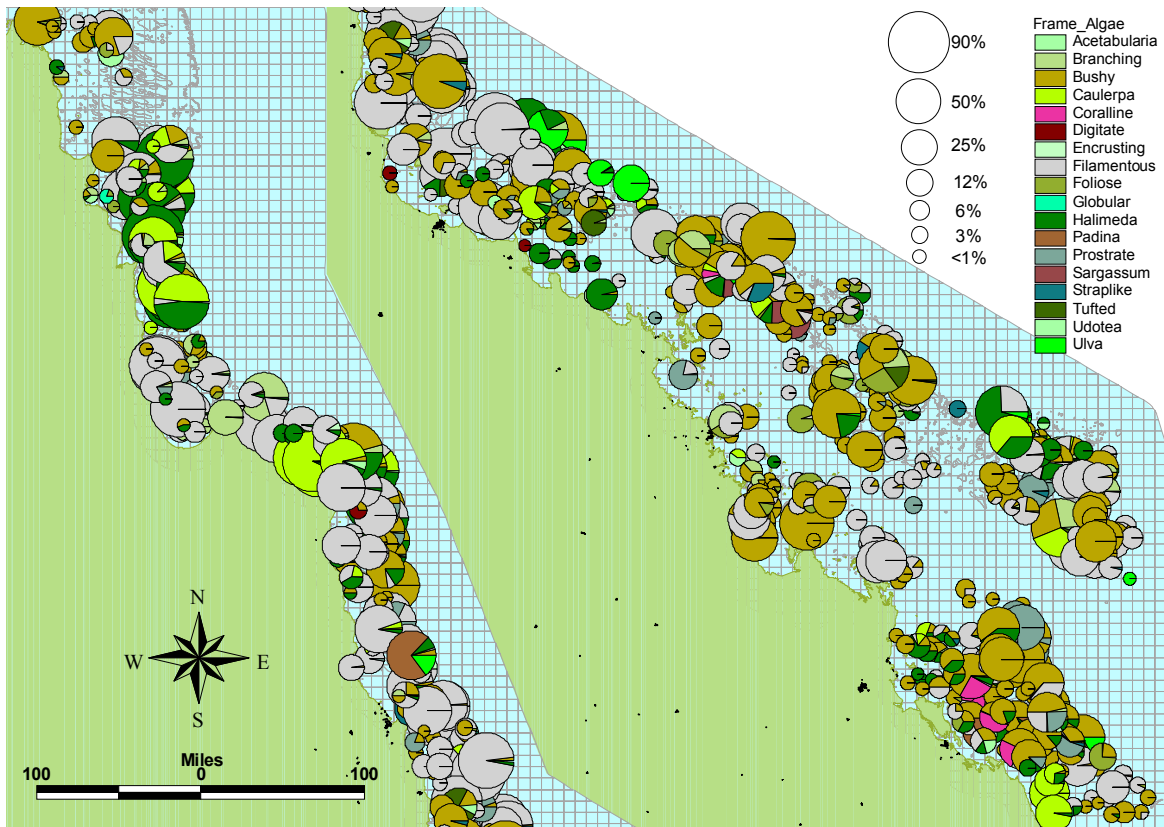 90%
50%
25%
12%
6%
3%
<1%
Frame_Algae
Acetabularia
Branching
Bushy
Caulerpa
Coralline
Digitate
Encrusting
Filamentous
Foliose
Globular
Halimeda
Padina
Prostrate
Sargassum
Straplike
Tufted
Udotea
Ulva
N
W E
S
Miles
100 0 100